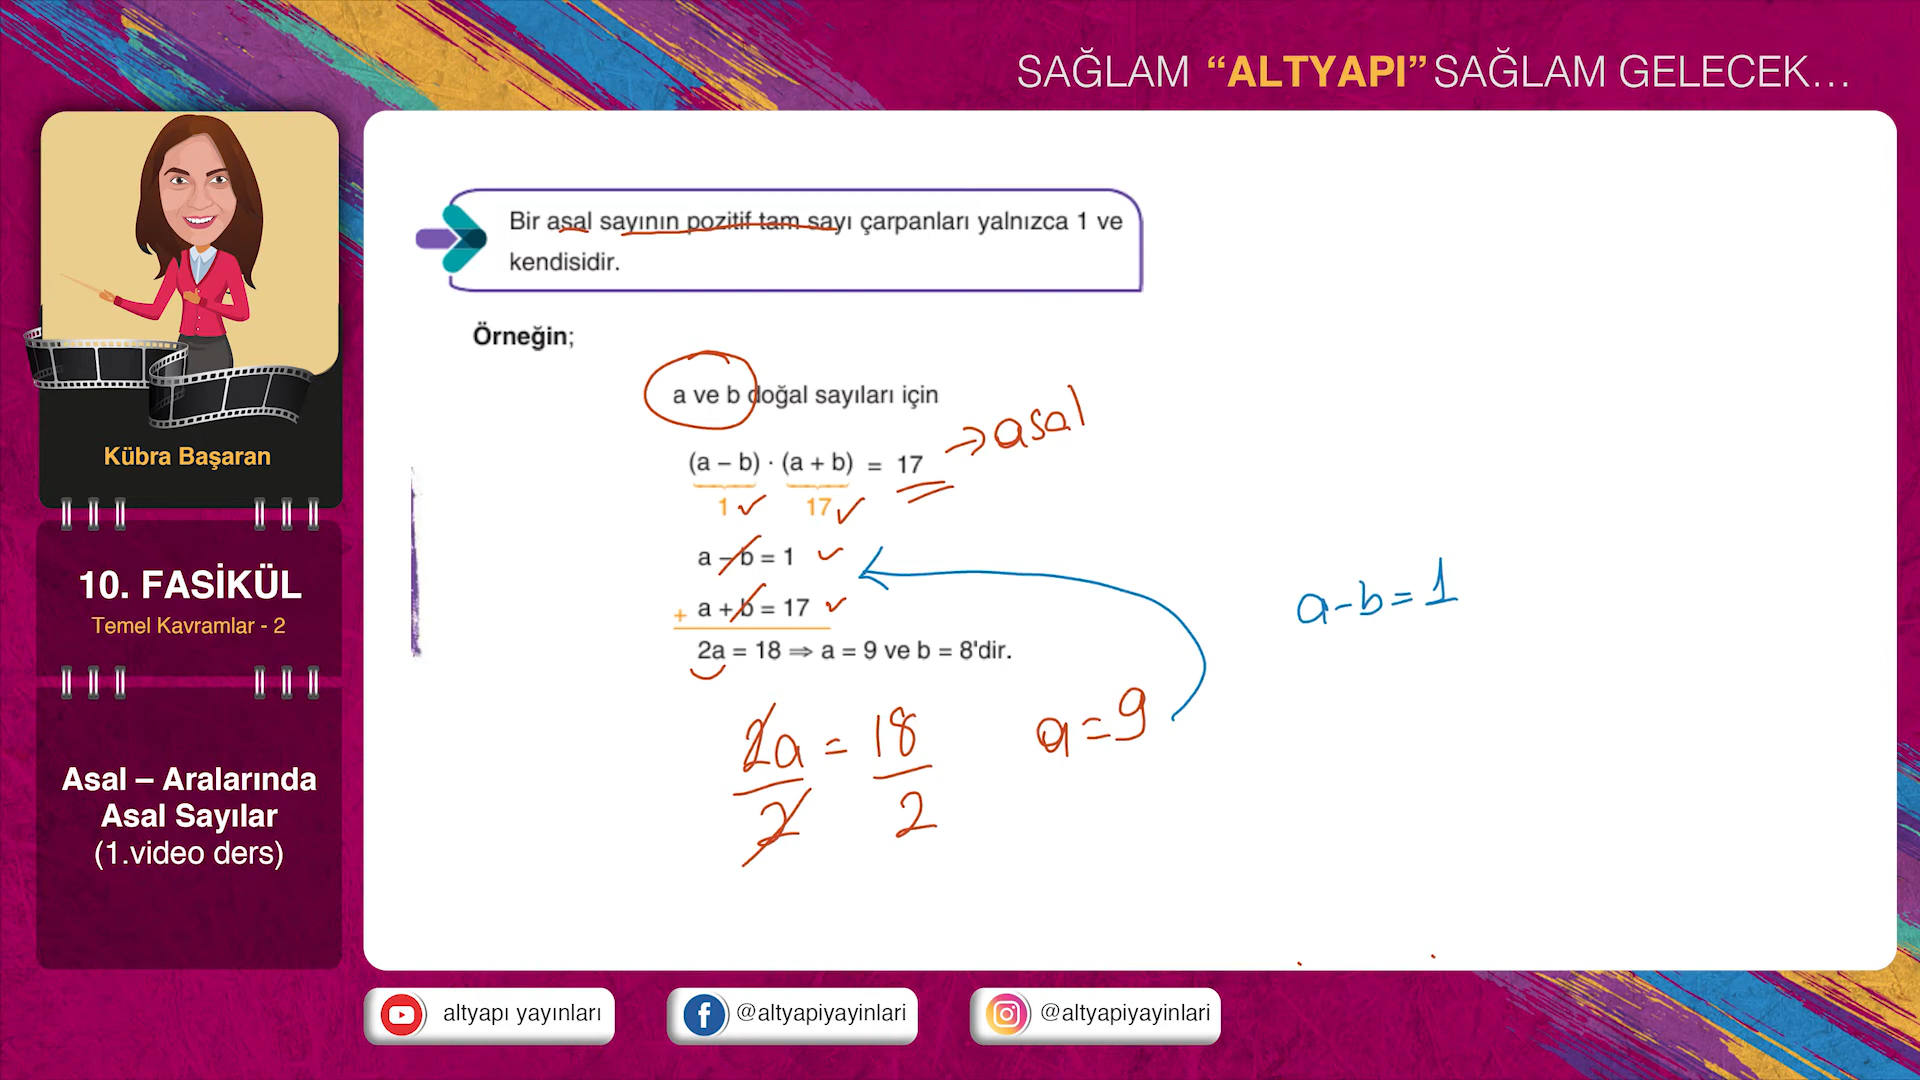 SAĞLAM “ALTYAPI” SAĞLAM GELECEK...
Kübra Başaran
10. FASİKÜL
Temel Kavramlar - 2
Asal – Aralarında
Asal Sayılar
(1.video ders)
Bir asal sayının pozitif tam sayı çarpanları yalnızca 1 ve
kendisidir.
Örneğin;
a ve b doğal sayıları için
(a – b) · (a + b) = 17 → asal
1 ✓ 17 ✓
a – b = 1 ✓
+ a + b = 17 ✓
2a = 18 ⇒ a = 9 ve b = 8'dir.
a-b=1
2a/2 = 18/2 a=9
altyapı yayınları
@altyapiyayinlari
@altyapiyayinlari